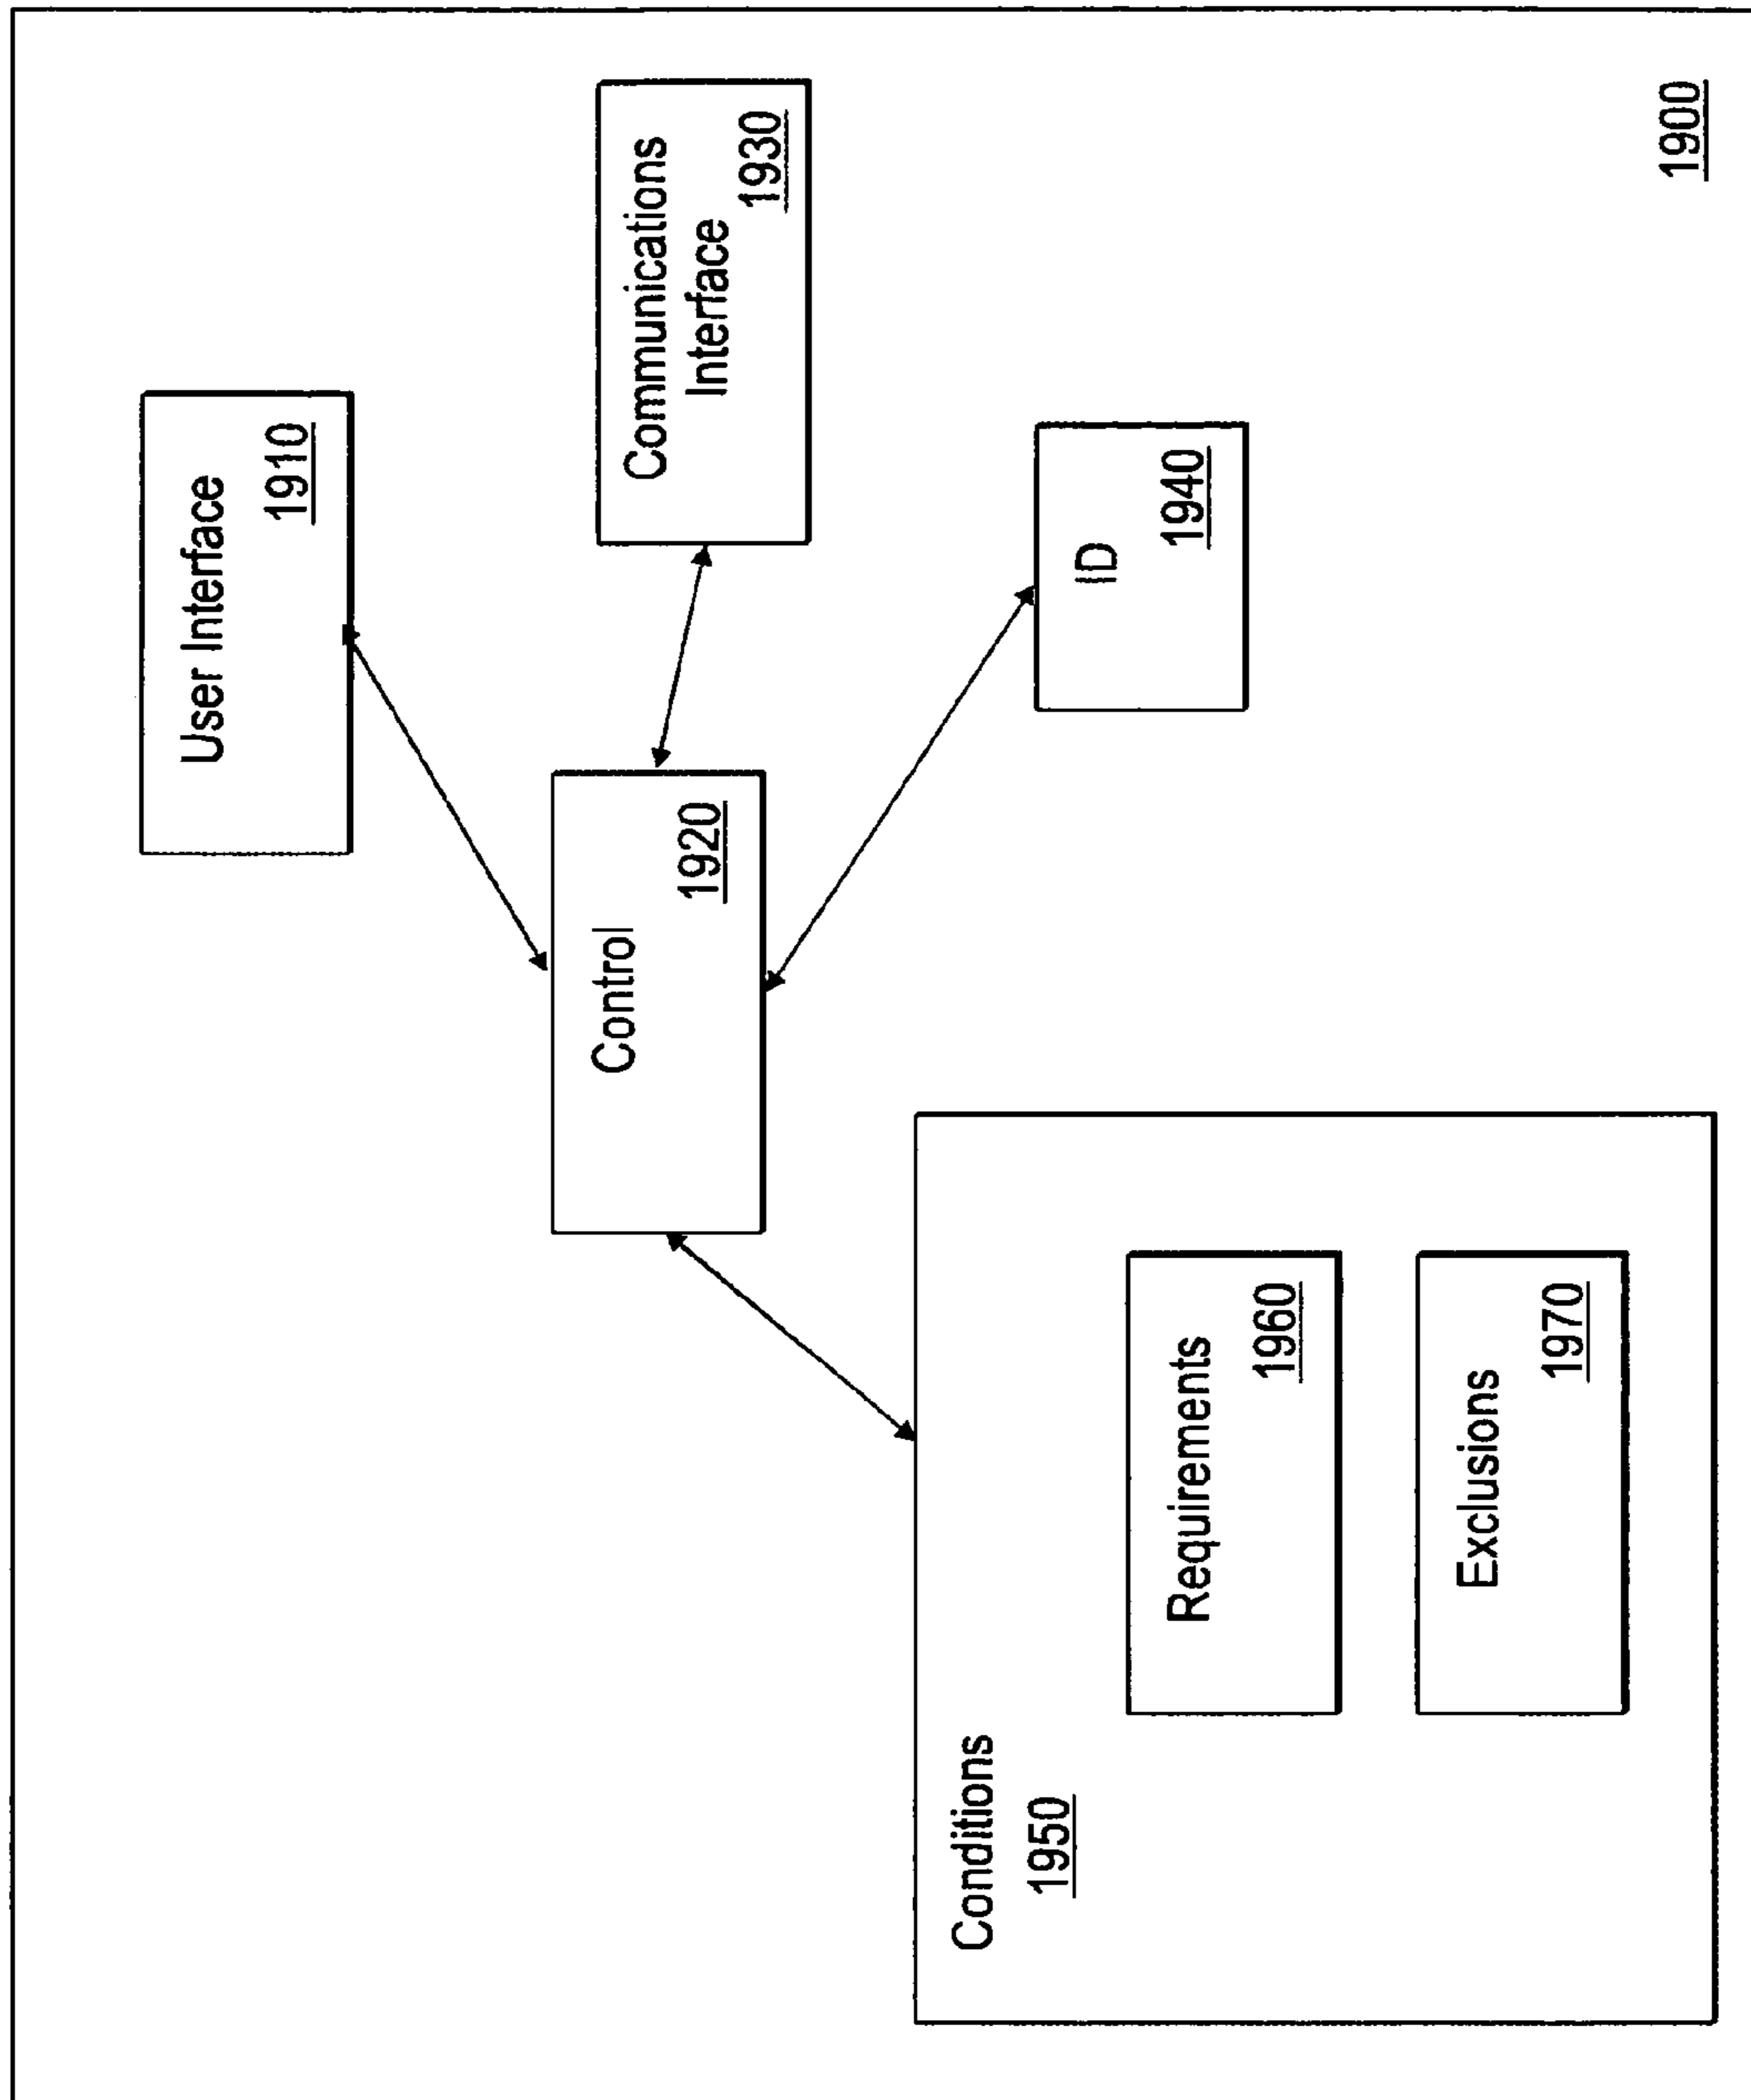 User Interface
1910
Communications
Interface
1930
Control
1920
ID
1940
Conditions
1950
Requirements
1960
Exclusions
1970
1900